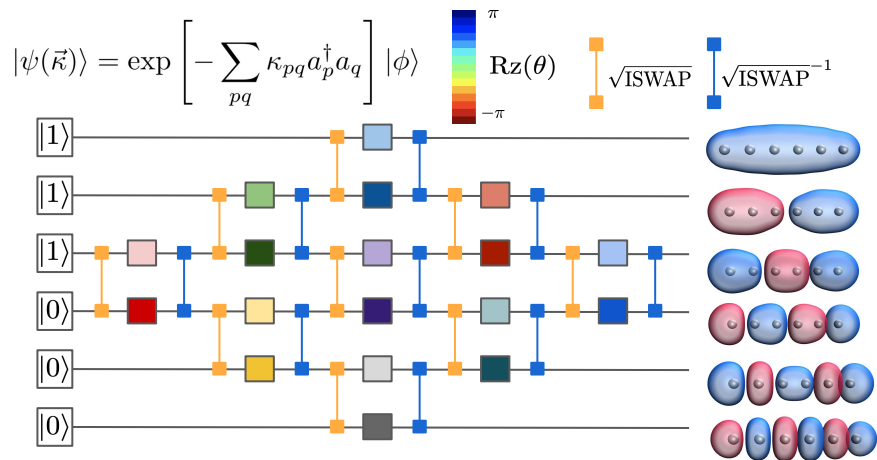 |ψ(κ⃗)⟩ = exp [ − ∑_{pq} κ_{pq} a_p^† a_q ] |ϕ⟩
π
Rz(θ)
−π
√ISWAP
√ISWAP^{−1}
|1⟩
|1⟩
|1⟩
|0⟩
|0⟩
|0⟩